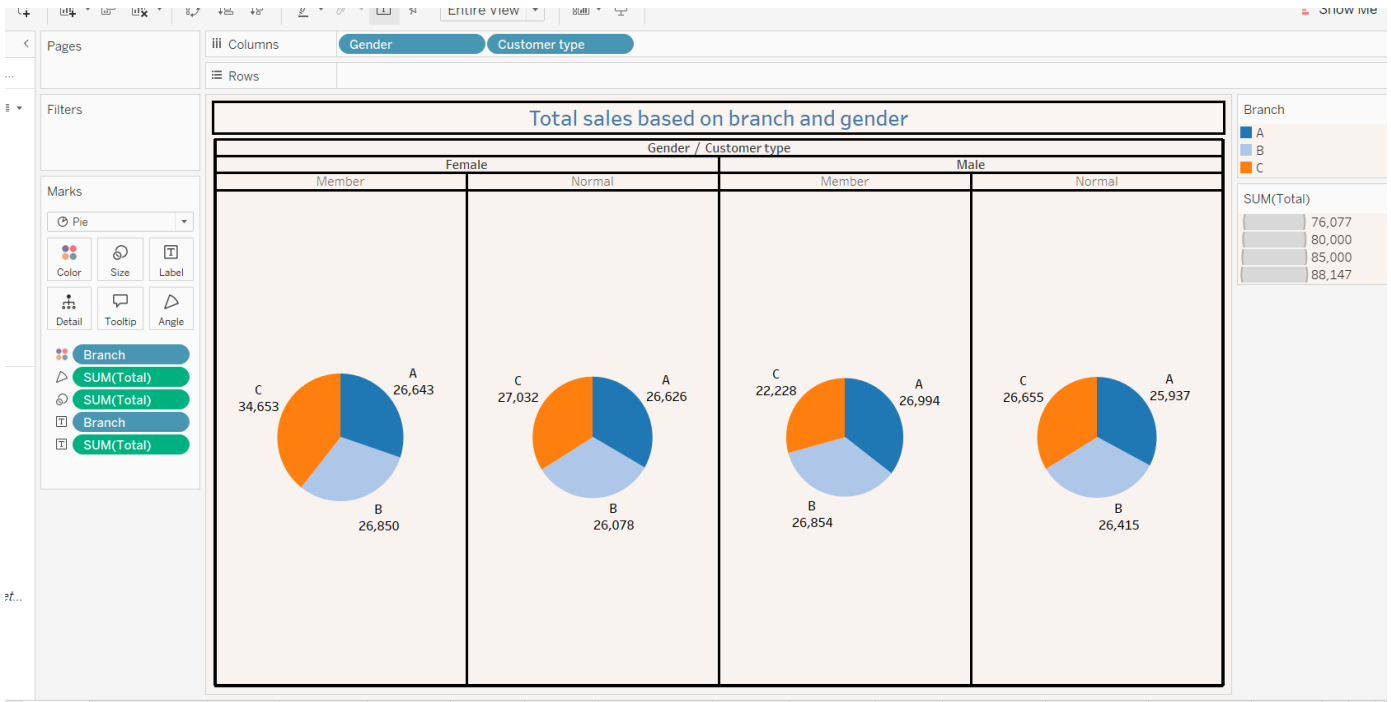 Entire View
Show Me
Pages
Columns Gender Customer type
Rows
Filters
Total sales based on branch and gender
Gender / Customer type
Female Male
Member Normal Member Normal
Marks
Pie
Color Size Label
Detail Tooltip Angle
Branch
SUM(Total)
SUM(Total)
Branch
SUM(Total)
C
34,653
A
26,643
B
26,850
C
27,032
A
26,626
B
26,078
C
22,228
A
26,994
B
26,854
C
26,655
A
25,937
B
26,415
Branch
A
B
C
SUM(Total)
76,077
80,000
85,000
88,147